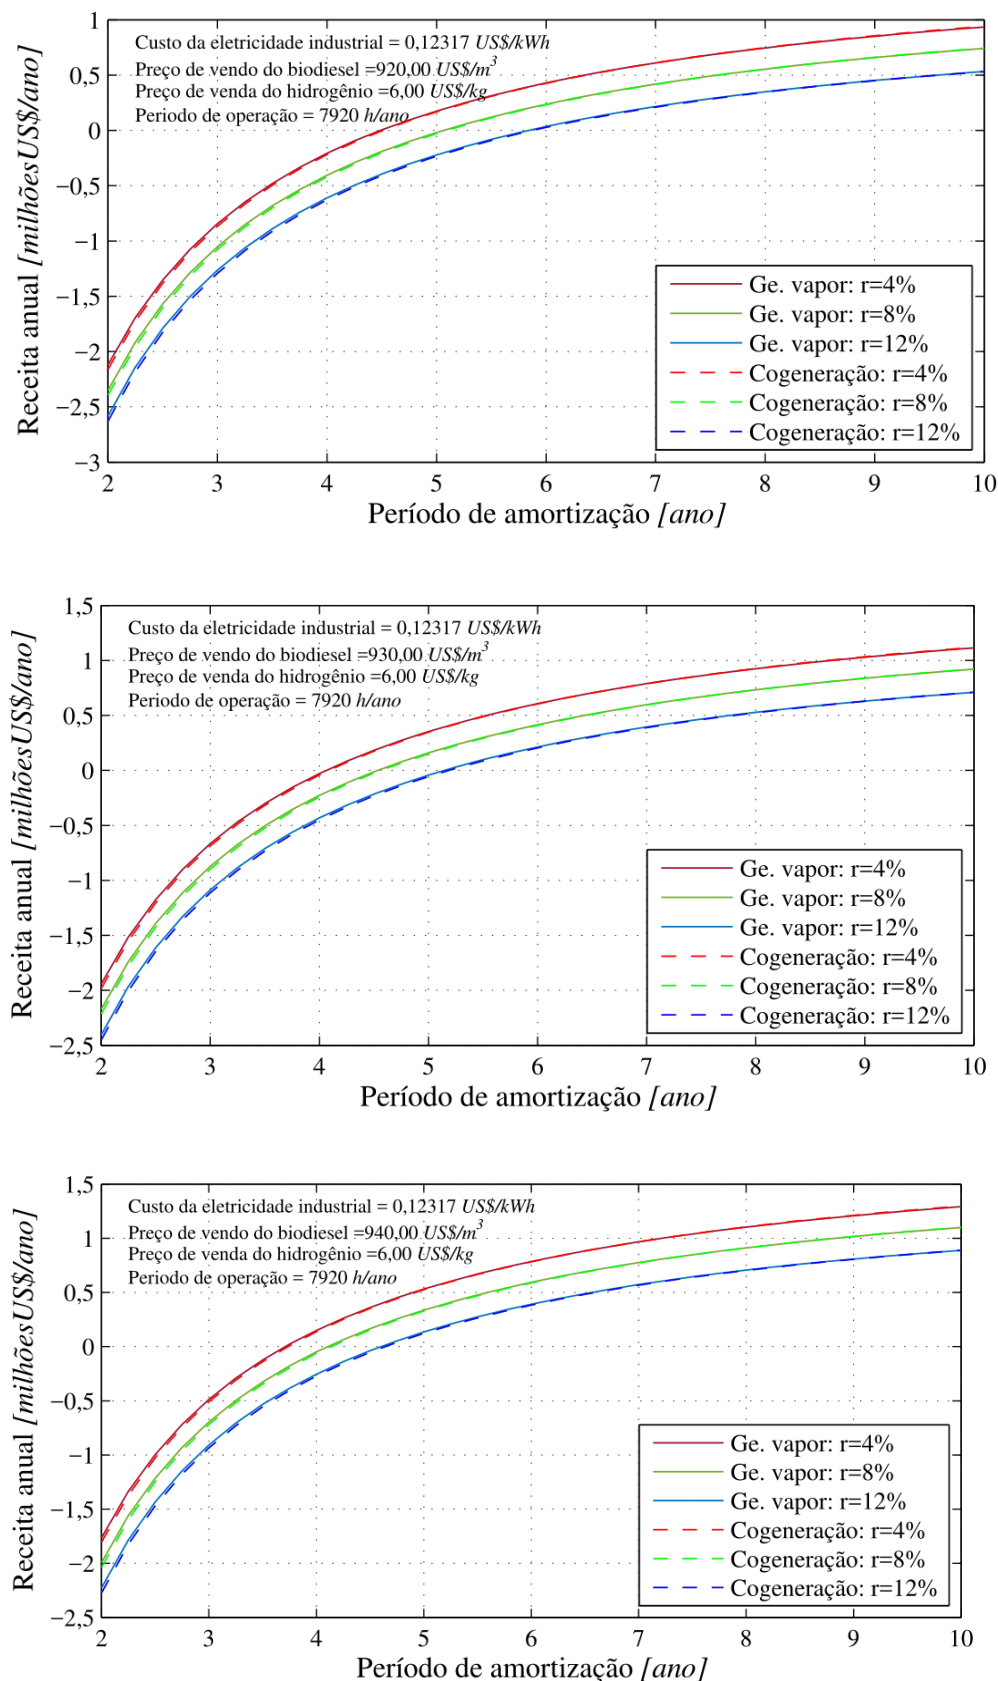 1
0,5
0
−0,5
−1
−1,5
−2
−2,5
−3
Receita anual [milhõesUS$/ano]
Custo da eletricidade industrial = 0,12317 US$/kWh
Preço de vendo do biodiesel =920,00 US$/m³
Preço de venda do hidrogênio =6,00 US$/kg
Periodo de operação = 7920 h/ano
Ge. vapor: r=4%
Ge. vapor: r=8%
Ge. vapor: r=12%
Cogeneração: r=4%
Cogeneração: r=8%
Cogeneração: r=12%
2 3 4 5 6 7 8 9 10
Período de amortização [ano]
1,5
1
0,5
0
−0,5
−1
−1,5
−2
−2,5
Receita anual [milhõesUS$/ano]
Custo da eletricidade industrial = 0,12317 US$/kWh
Preço de vendo do biodiesel =930,00 US$/m³
Preço de venda do hidrogênio =6,00 US$/kg
Periodo de operação = 7920 h/ano
Ge. vapor: r=4%
Ge. vapor: r=8%
Ge. vapor: r=12%
Cogeneração: r=4%
Cogeneração: r=8%
Cogeneração: r=12%
2 3 4 5 6 7 8 9 10
Período de amortização [ano]
1,5
1
0,5
0
−0,5
−1
−1,5
−2
−2,5
Receita anual [milhõesUS$/ano]
Custo da eletricidade industrial = 0,12317 US$/kWh
Preço de vendo do biodiesel =940,00 US$/m³
Preço de venda do hidrogênio =6,00 US$/kg
Periodo de operação = 7920 h/ano
Ge. vapor: r=4%
Ge. vapor: r=8%
Ge. vapor: r=12%
Cogeneração: r=4%
Cogeneração: r=8%
Cogeneração: r=12%
2 3 4 5 6 7 8 9 10
Período de amortização [ano]